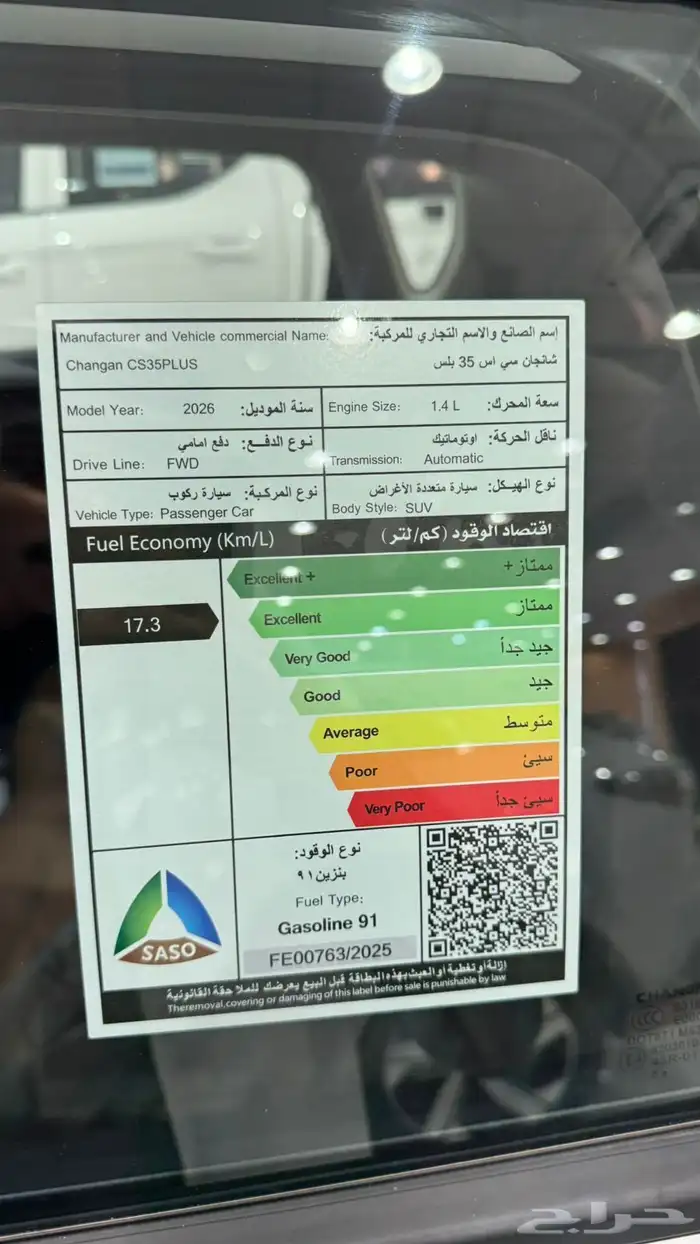 Manufacturer and Vehicle commercial Name: إسم الصانع والاسم التجاري للمركبة:
Changan CS35PLUS شانجان سي اس 35 بلس
Model Year: 2026 سنة الموديل: Engine Size: 1.4 L سعة المحرك:
نوع الدفع: دفع امامي ناقل الحركة: اوتوماتيك
Drive Line: FWD Transmission: Automatic
نوع المركبة: سيارة ركوب نوع الهيكل: سيارة متعددة الأغراض
Vehicle Type: Passenger Car Body Style: SUV
Fuel Economy (Km/L) اقتصاد الوقود (كم/لتر)
Excellent + ممتاز +
17.3
Excellent ممتاز
Very Good جيد جداً
Good جيد
Average متوسط
Poor سيئ
Very Poor سيئ جداً
نوع الوقود:
بنزين ٩١
Fuel Type:
Gasoline 91
FE00763/2025
SASO
إزالة أو تغطية أو العبث بهذه البطاقة قبل البيع يعرضك للملاحقة القانونية
Theremoval,covering or damaging of this label before sale is punishable by law
حراج